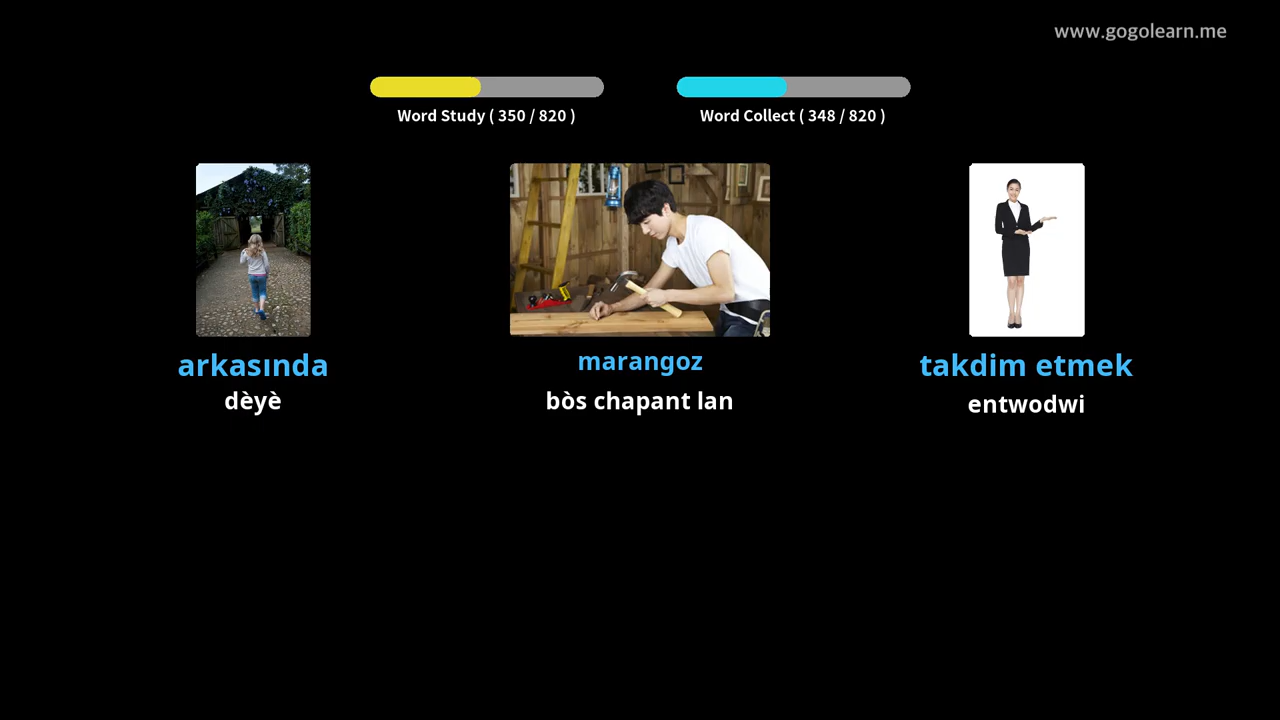 www.gogolearn.me
Word Study ( 350 / 820 )
Word Collect ( 348 / 820 )
arkasında
dèyè
marangoz
bòs chapant lan
takdim etmek
entwodwi